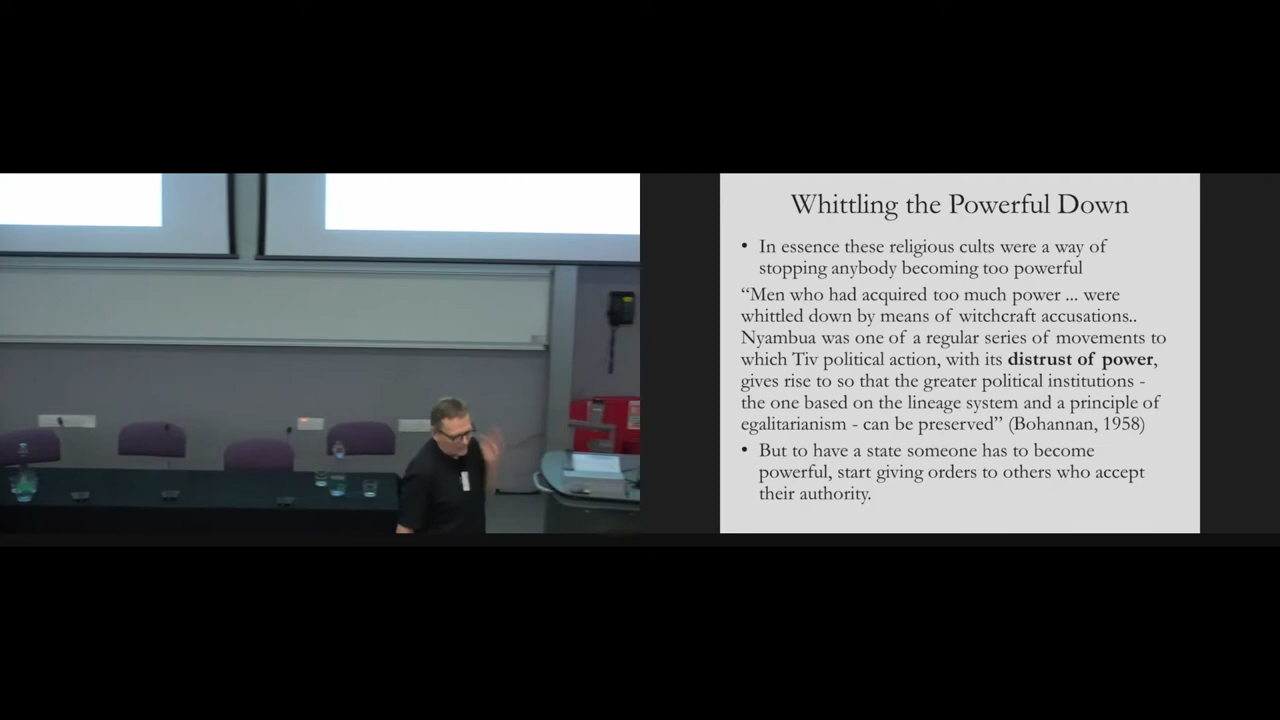 Whittling the Powerful Down
• In essence these religious cults were a way of
stopping anybody becoming too powerful
“Men who had acquired too much power ... were
whittled down by means of witchcraft accusations..
Nyambua was one of a regular series of movements to
which Tiv political action, with its distrust of power,
gives rise to so that the greater political institutions -
the one based on the lineage system and a principle of
egalitarianism - can be preserved” (Bohannan, 1958)
• But to have a state someone has to become
powerful, start giving orders to others who accept
their authority.